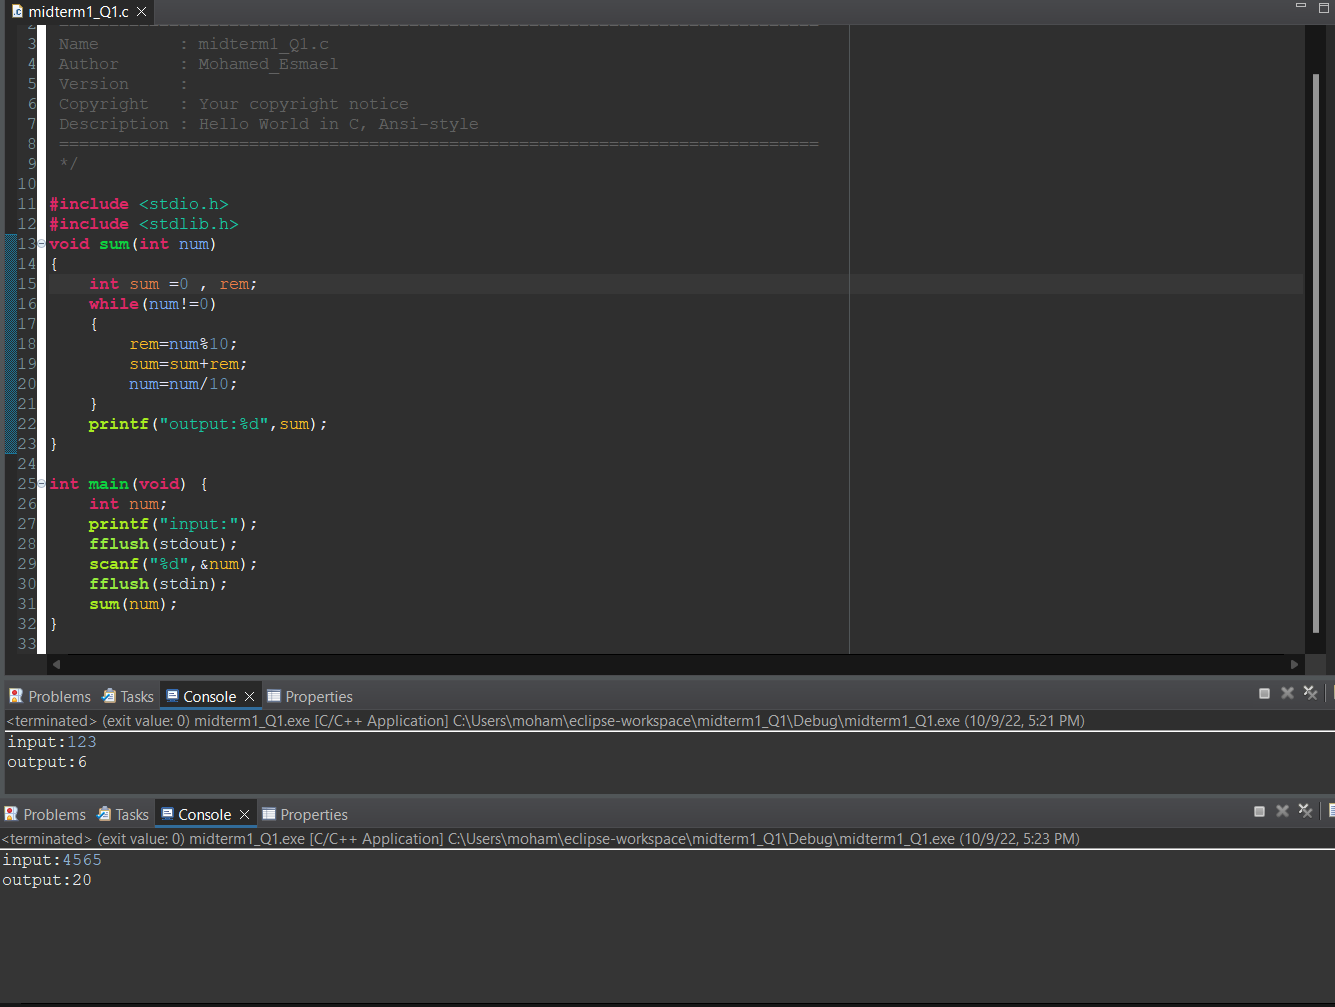 midterm1_Q1.c
2 ============================================================================
3 Name        : midterm1_Q1.c
4 Author      : Mohamed_Esmael
5 Version     :
6 Copyright   : Your copyright notice
7 Description : Hello World in C, Ansi-style
8 ============================================================================
9 */
10
11 #include <stdio.h>
12 #include <stdlib.h>
13 void sum(int num)
14 {
15     int sum =0 , rem;
16     while(num!=0)
17     {
18         rem=num%10;
19         sum=sum+rem;
20         num=num/10;
21     }
22     printf("output:%d",sum);
23 }
24
25 int main(void) {
26     int num;
27     printf("input:");
28     fflush(stdout);
29     scanf("%d",&num);
30     fflush(stdin);
31     sum(num);
32 }
33
Problems Tasks Console Properties
<terminated> (exit value: 0) midterm1_Q1.exe [C/C++ Application] C:\Users\moham\eclipse-workspace\midterm1_Q1\Debug\midterm1_Q1.exe (10/9/22, 5:21 PM)
input:123
output:6
Problems Tasks Console Properties
<terminated> (exit value: 0) midterm1_Q1.exe [C/C++ Application] C:\Users\moham\eclipse-workspace\midterm1_Q1\Debug\midterm1_Q1.exe (10/9/22, 5:23 PM)
input:4565
output:20